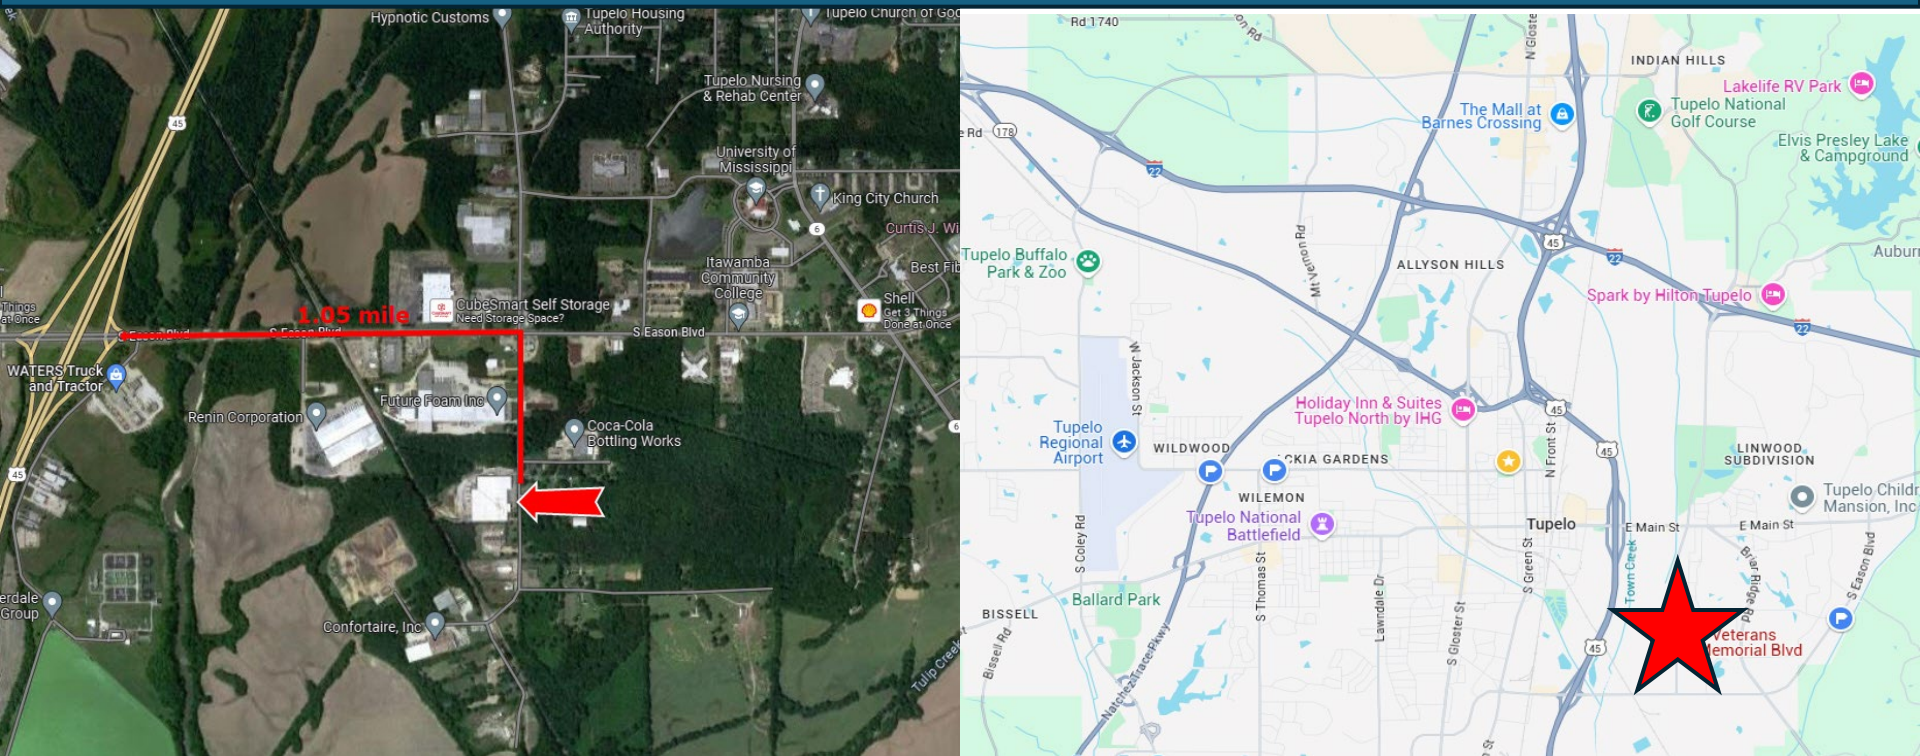 Hypnotic Customs
Tupelo Housing
Authority
Tupelo Church of Go
Tupelo Nursing
& Rehab Center
45
University of
Mississippi
King City Church
6
Curtis J. Wi
Itawamba
Community
College
Best Fib
Things
at Once
1.05 mile
CubeSmart Self Storage
Need Storage Space?
Shell
Get 3 Things
Done at Once
S Eason Blvd
S Eason Blvd
S Eason Blvd
WATERS Truck
and Tractor
Renin Corporation
Future Foam Inc
Coca-Cola
Bottling Works
6
45
erdale
Group
Confortaire, Inc
Tulip Creek
Rd 1740
on Rd
N Gloste
INDIAN HILLS
Lakelife RV Park
The Mall at
Barnes Crossing
Tupelo National
Golf Course
e Rd
178
Elvis Presley Lake
& Campground
22
45
22
Mt Vernon Rd
Tupelo Buffalo
Park & Zoo
ALLYSON HILLS
Auburn
Spark by Hilton Tupelo
22
W Jackson St
Holiday Inn & Suites
Tupelo North by IHG
45
Tupelo
Regional
Airport
WILDWOOD
ACKIA GARDENS
N Front St
45
LINWOOD
SUBDIVISION
WILEMON
Tupelo Childr
Mansion, Inc
Tupelo National
Battlefield
Tupelo
E Main St
E Main St
S Coley Rd
S Thomas St
Lawndale Dr
S Gloster St
S Green St
Town Creek
Briar Ridge Rd
S Eason Blvd
Ballard Park
BISSELL
Bissell Rd
Natchez Trace Pkwy
45
Veterans
Memorial Blvd
St